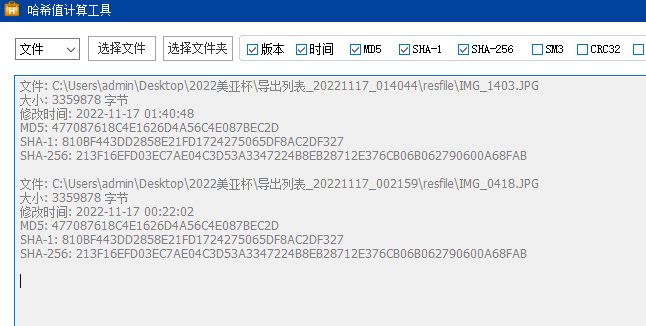 哈希值计算工具
文件 选择文件 选择文件夹 版本 时间 MD5 SHA-1 SHA-256 SM3 CRC32
文件: C:\Users\admin\Desktop\2022美亚杯\导出列表_20221117_014044\resfile\IMG_1403.JPG
大小: 3359878 字节
修改时间: 2022-11-17 01:40:48
MD5: 477087618C4E1626D4A56C4E087BEC2D
SHA-1: 810BF443DD2858E21FD1724275065DF8AC2DF327
SHA-256: 213F16EFD03EC7AE04C3D53A3347224B8EB28712E376CB06B062790600A68FAB
文件: C:\Users\admin\Desktop\2022美亚杯\导出列表_20221117_002159\resfile\IMG_0418.JPG
大小: 3359878 字节
修改时间: 2022-11-17 00:22:02
MD5: 477087618C4E1626D4A56C4E087BEC2D
SHA-1: 810BF443DD2858E21FD1724275065DF8AC2DF327
SHA-256: 213F16EFD03EC7AE04C3D53A3347224B8EB28712E376CB06B062790600A68FAB